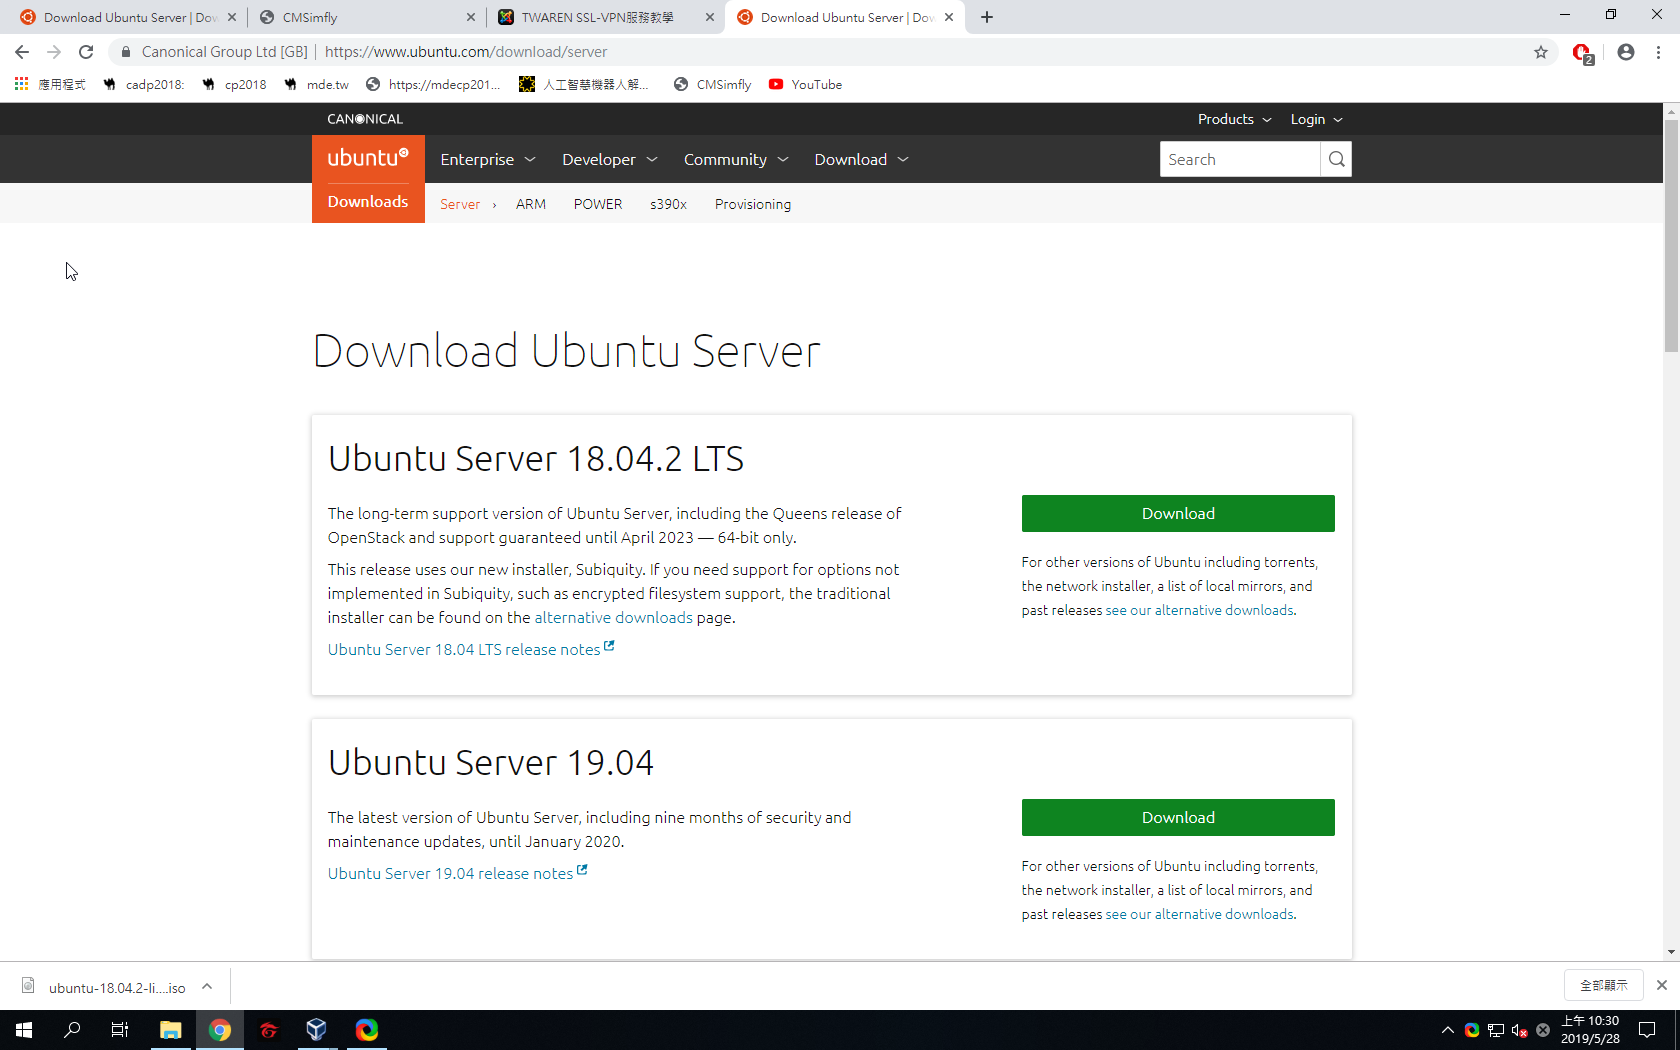 Download Ubuntu Server | Dow
CMSimfly
TWAREN SSL-VPN服務教學
Download Ubuntu Server | Dow
Canonical Group Ltd [GB] | https://www.ubuntu.com/download/server
2
應用程式
cadp2018:
cp2018
mde.tw
https://mdecp201...
人工智慧機器人解...
CMSimfly
YouTube
CANONICAL
Products
Login
ubuntu
Enterprise
Developer
Community
Download
Search
Downloads
Server
ARM
POWER
s390x
Provisioning
Download Ubuntu Server
Ubuntu Server 18.04.2 LTS
The long-term support version of Ubuntu Server, including the Queens release of
OpenStack and support guaranteed until April 2023 — 64-bit only.
This release uses our new installer, Subiquity. If you need support for options not
implemented in Subiquity, such as encrypted filesystem support, the traditional
installer can be found on the alternative downloads page.
Ubuntu Server 18.04 LTS release notes
Download
For other versions of Ubuntu including torrents,
the network installer, a list of local mirrors, and
past releases see our alternative downloads.
Ubuntu Server 19.04
The latest version of Ubuntu Server, including nine months of security and
maintenance updates, until January 2020.
Ubuntu Server 19.04 release notes
Download
For other versions of Ubuntu including torrents,
the network installer, a list of local mirrors, and
past releases see our alternative downloads.
ubuntu-18.04.2-li....iso
全部顯示
上午 10:30
2019/5/28